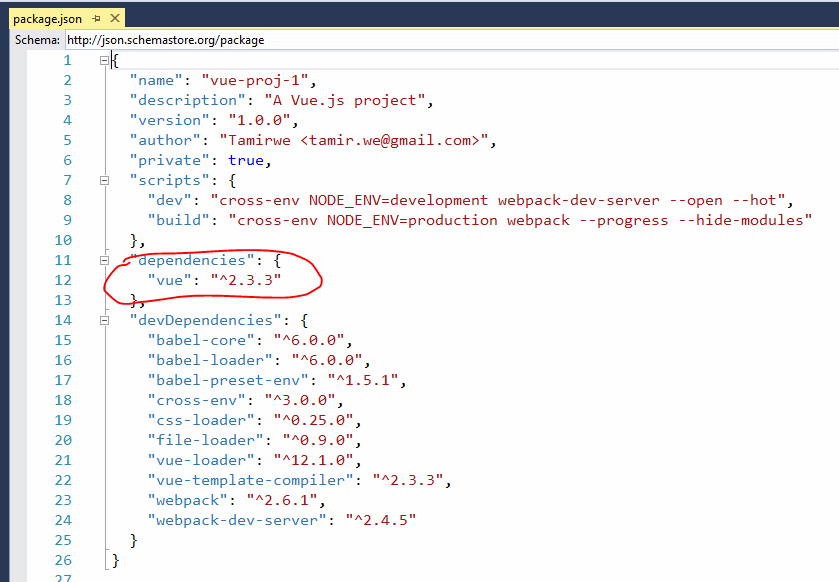 package.json
Schema: http://json.schemastore.org/package
1 {
2 "name": "vue-proj-1",
3 "description": "A Vue.js project",
4 "version": "1.0.0",
5 "author": "Tamirwe <tamir.we@gmail.com>",
6 "private": true,
7 "scripts": {
8 "dev": "cross-env NODE_ENV=development webpack-dev-server --open --hot",
9 "build": "cross-env NODE_ENV=production webpack --progress --hide-modules"
10 },
11 "dependencies": {
12 "vue": "^2.3.3"
13 },
14 "devDependencies": {
15 "babel-core": "^6.0.0",
16 "babel-loader": "^6.0.0",
17 "babel-preset-env": "^1.5.1",
18 "cross-env": "^3.0.0",
19 "css-loader": "^0.25.0",
20 "file-loader": "^0.9.0",
21 "vue-loader": "^12.1.0",
22 "vue-template-compiler": "^2.3.3",
23 "webpack": "^2.6.1",
24 "webpack-dev-server": "^2.4.5"
25 }
26 }
27